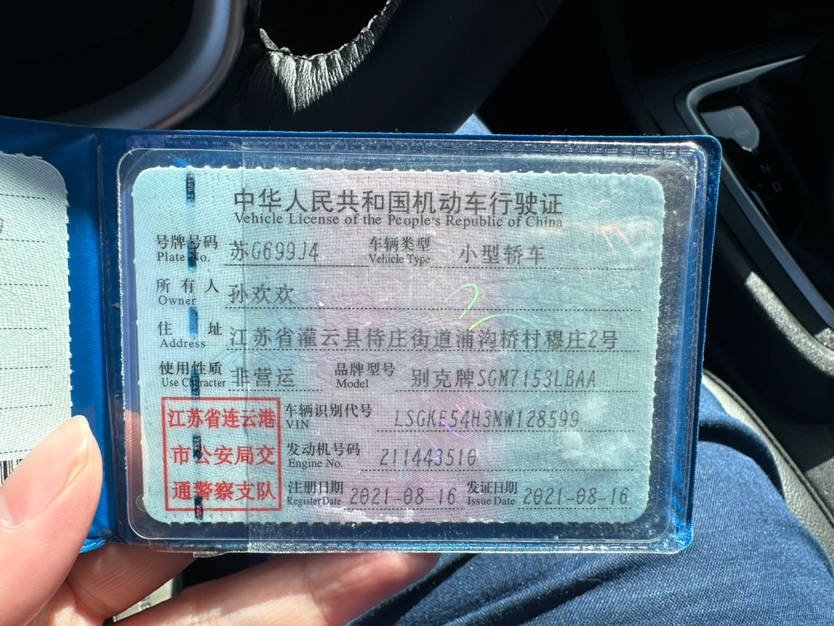 中华人民共和国机动车行驶证
Vehicle License of the People's Republic of China
号牌号码 苏G699J4 车辆类型 小型轿车
Plate No. Vehicle Type
所有人 孙欢欢
Owner
住址 江苏省灌云县侍庄街道浦沟桥村穆庄2号
Address
使用性质 非营运 品牌型号 别克牌SGM7153LBAA
Use Character Model
江苏省连云港
市公安局交
通警察支队
车辆识别代号 LSGKE54H3MW128599
VIN
发动机号码 211443510
Engine No.
注册日期 2021-08-16 发证日期 2021-08-16
Register Date Issue Date